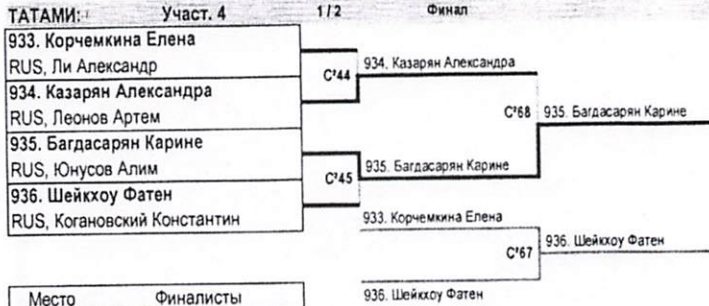 ТАТАМИ: Участ. 4 1/2 Финал
933. Корчемкина Елена
RUS, Ли Александр
934. Казарян Александра
RUS, Леонов Артем
935. Багдасарян Карине
RUS, Юнусов Алим
936. Шейкхоу Фатен
RUS, Когановский Константин
C*44
C*45
934. Казарян Александра
935. Багдасарян Карине
C*68
935. Багдасарян Карине
933. Корчемкина Елена
936. Шейкхоу Фатен
C*67
936. Шейкхоу Фатен
Место Финалисты